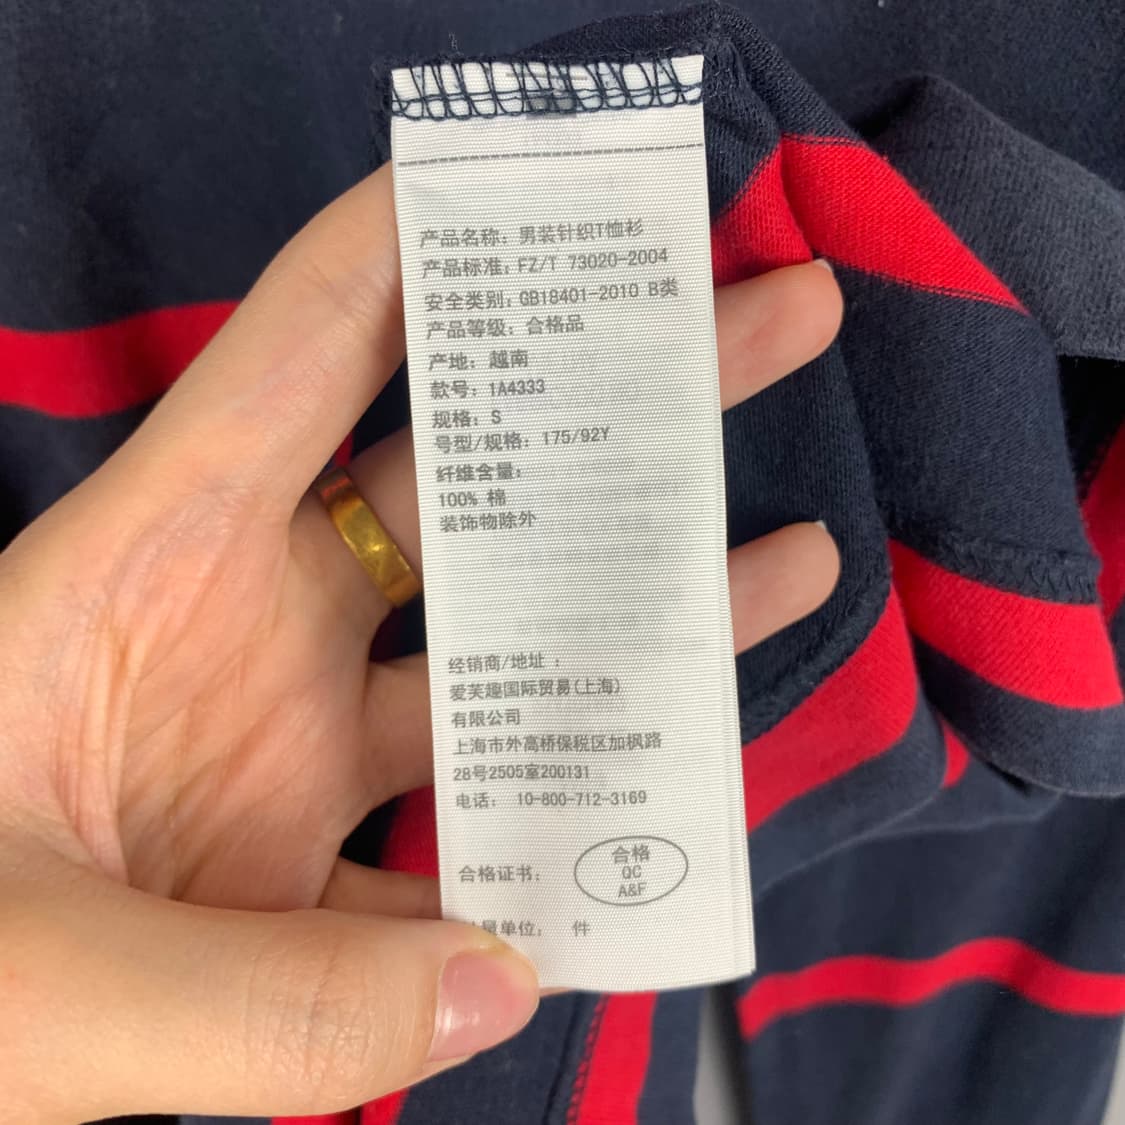 产品名称：男装针织T恤衫
产品标准：FZ/T 73020-2004
安全类别：GB18401-2010 B类
产品等级：合格品
产地：越南
款号：1A4333
规格：S
号型/规格：175/92Y
纤维含量：
100% 棉
装饰物除外
经销商/地址：
爱芙趣国际贸易(上海)
有限公司
上海市外高桥保税区加枫路
28号2505室200131
电话： 10-800-712-3169
合格证书：
合格
QC
A&F
量单位： 件